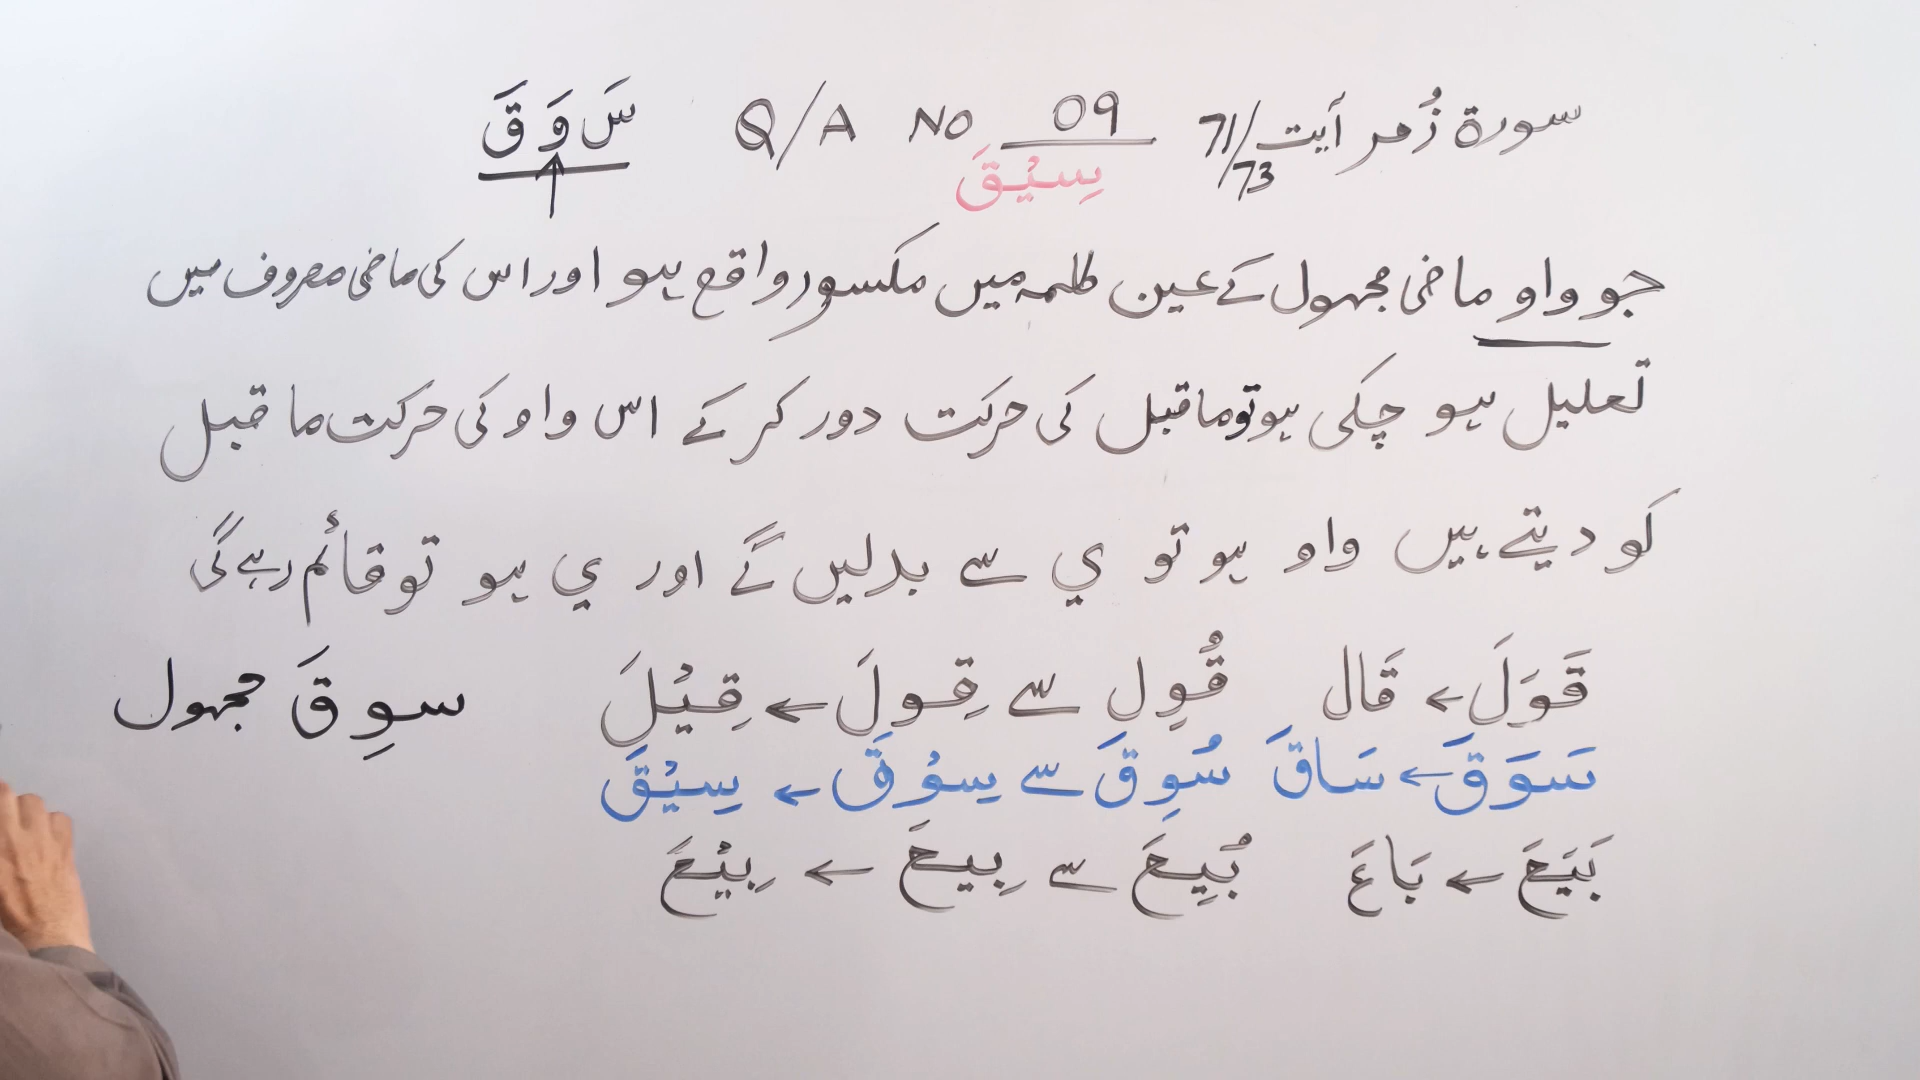 سورة زُمر آیت 71/73 Q/A No 09 سَ وَ قَ
سِيْقَ
جو واو ماضی مجہول کے عین کلمہ میں مکسور واقع ہو اور اس کی ماضی معروف میں
تعلیل ہو چکی ہو تو ماقبل کی حرکت دور کر کے اس واو کی حرکت ما قبل
کو دیتے ہیں واو ہو تو ي سے بدلیں گے اور ي ہو تو قائم رہے گی
قَوَلَ ← قَال قُوِل سے قِولَ ← قِيْلَ سوِقَ مجہول
سَوَقَ ← سَاقَ سُوِقَ سے سِوْقَ ← سِيْقَ
بَيَعَ ← بَاعَ بُيِعَ سے بِيعَ ← بِيْعَ